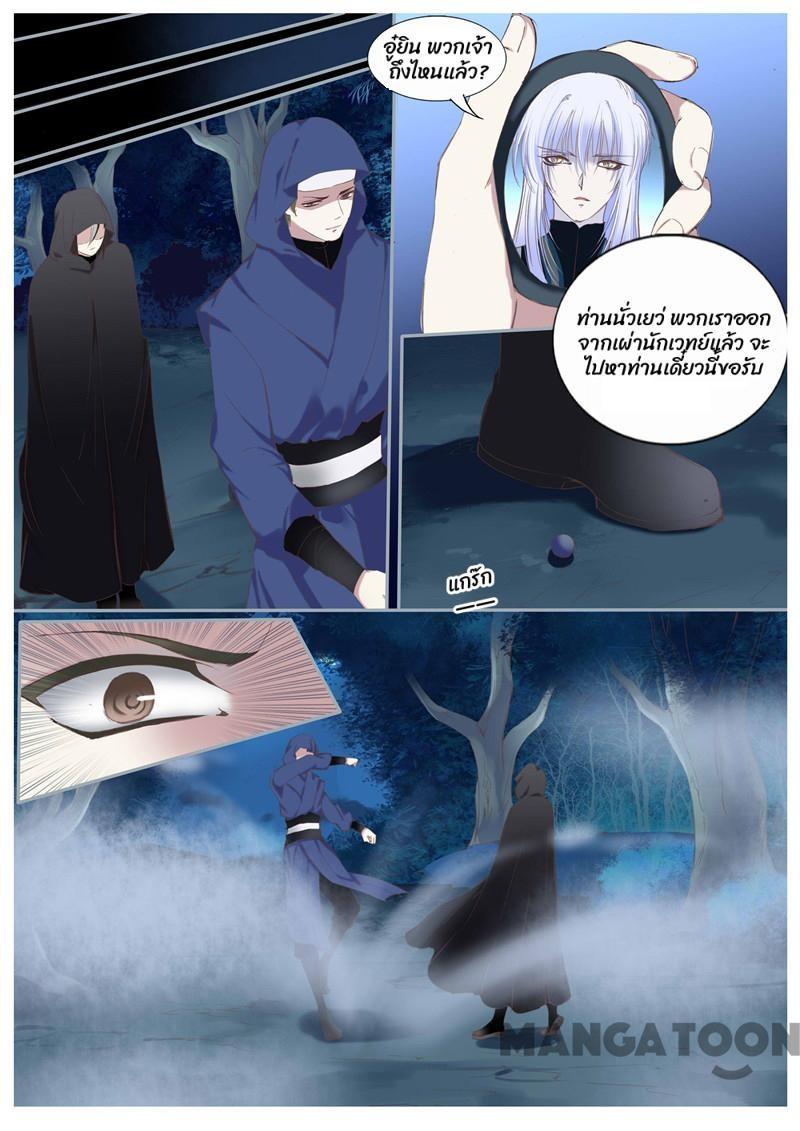 อู๋ยิน พวกเจ้า
ถึงไหนแล้ว?
ท่านนั่วเยว่ พวกเราออก
จากเผ่านักเวทย์แล้ว จะ
ไปหาท่านเดี๋ยวนี้ขอรับ
แกร๊ก
MANGATOON